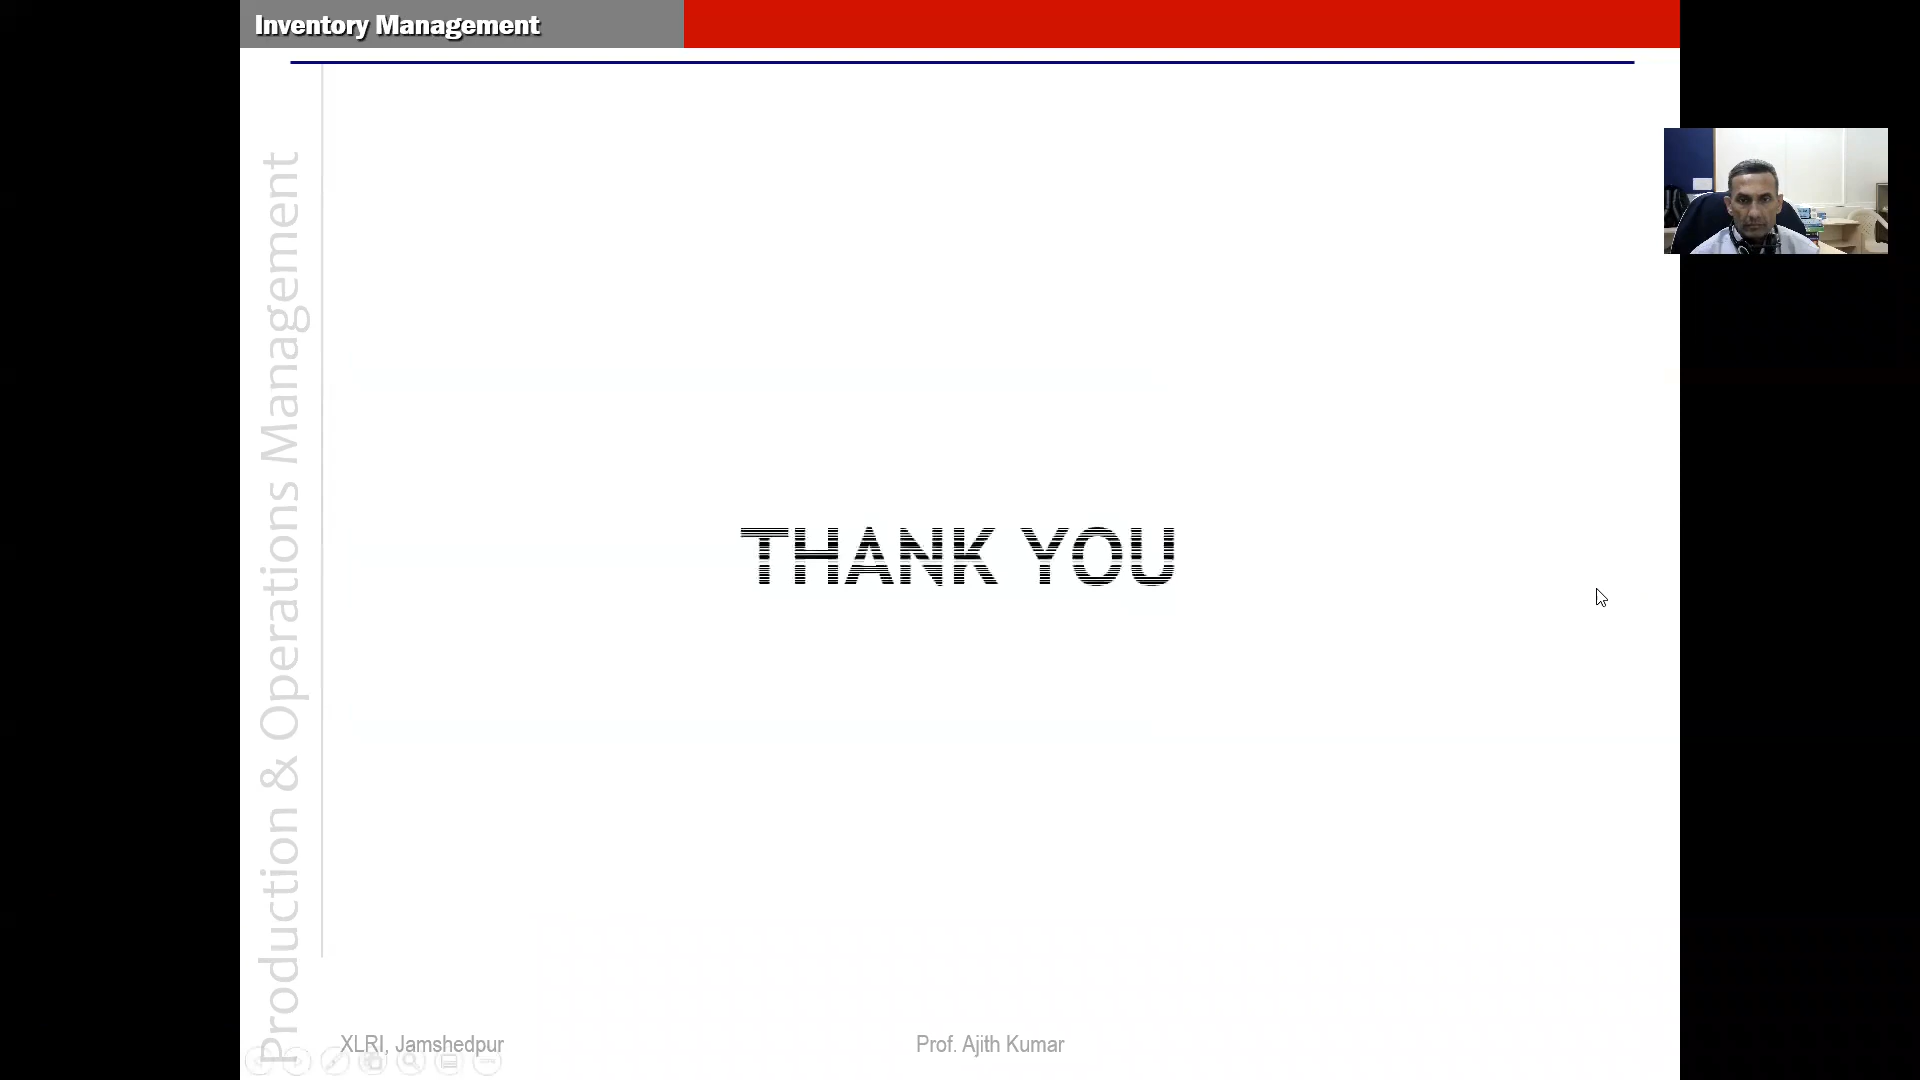 Inventory Management
Production & Operations Management
THANK YOU
XLRI, Jamshedpur
Prof. Ajith Kumar